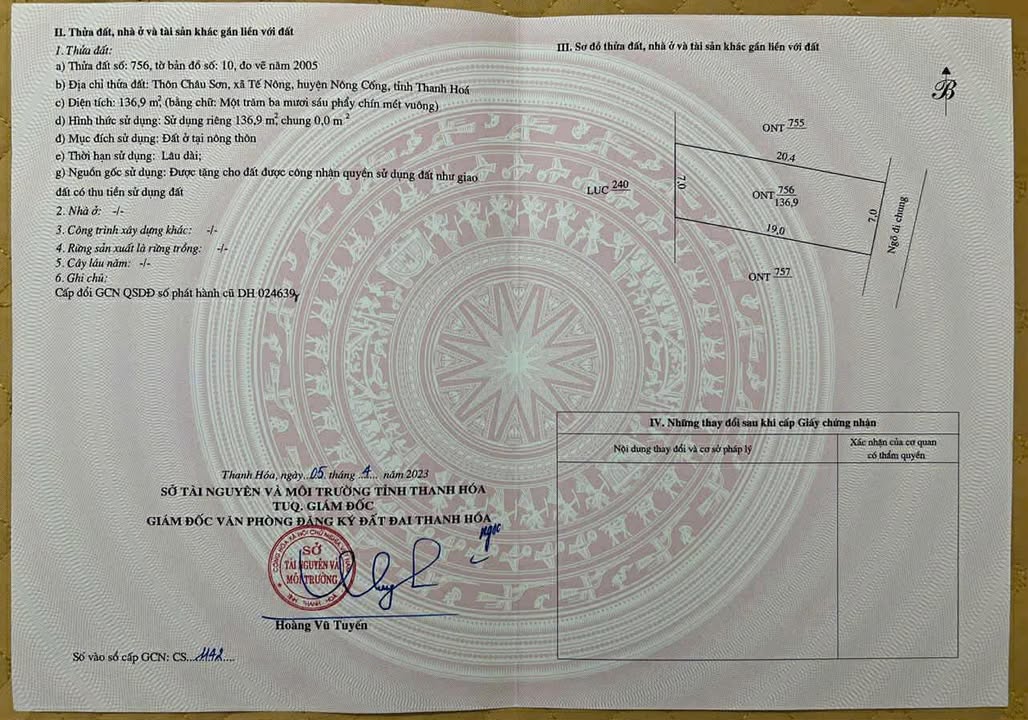 II. Thửa đất, nhà ở và tài sản khác gắn liền với đất
1. Thửa đất:
a) Thửa đất số: 756, tờ bản đồ số: 10, đo vẽ năm 2005
b) Địa chỉ thửa đất: Thôn Châu Sơn, xã Tế Nông, huyện Nông Cống, tỉnh Thanh Hoá
c) Diện tích: 136,9 m² (bằng chữ: Một trăm ba mươi sáu phẩy chín mét vuông)
d) Hình thức sử dụng: Sử dụng riêng 136,9 m², chung 0,0 m²
đ) Mục đích sử dụng: Đất ở tại nông thôn
e) Thời hạn sử dụng: Lâu dài;
g) Nguồn gốc sử dụng: Được tặng cho đất được công nhận quyền sử dụng đất như giao
đất có thu tiền sử dụng đất
2. Nhà ở: -/-
3. Công trình xây dựng khác: -/-
4. Rừng sản xuất là rừng trồng: -/-
5. Cây lâu năm: -/-
6. Ghi chú:
Cấp đổi GCN QSDĐ số phát hành cũ DH 024639
Thanh Hóa, ngày..05. tháng ..4... năm 2023
SỞ TÀI NGUYÊN VÀ MÔI TRƯỜNG TỈNH THANH HÓA
TUQ. GIÁM ĐỐC
GIÁM ĐỐC VĂN PHÒNG ĐĂNG KÝ ĐẤT ĐAI THANH HÓA
SỞ
TÀI NGUYÊN VÀ
MÔI TRƯỜNG
Hoàng Vũ Tuyến
Số vào sổ cấp GCN: CS...1142....
III. Sơ đồ thửa đất, nhà ở và tài sản khác gắn liền với đất
B
ONT 755
20.4
LUC 240
7.0
ONT 756
136,9
7.0
Ngõ đi chung
19.0
ONT 757
IV. Những thay đổi sau khi cấp Giấy chứng nhận
Nội dung thay đổi và cơ sở pháp lý
Xác nhận của cơ quan
có thẩm quyền